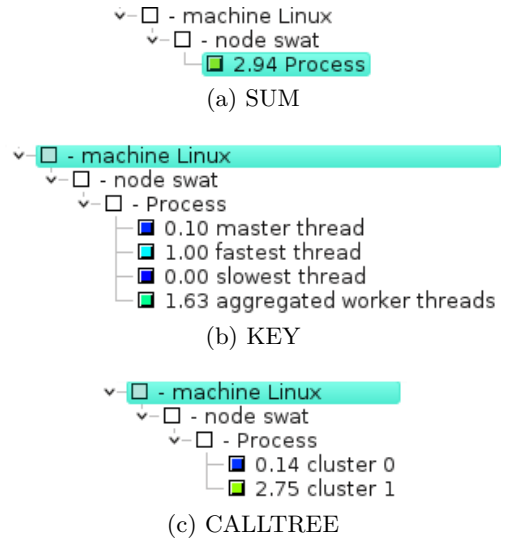 - machine Linux
- node swat
2.94 Process
(a) SUM
- machine Linux
- node swat
- Process
0.10 master thread
1.00 fastest thread
0.00 slowest thread
1.63 aggregated worker threads
(b) KEY
- machine Linux
- node swat
- Process
0.14 cluster 0
2.75 cluster 1
(c) CALLTREE